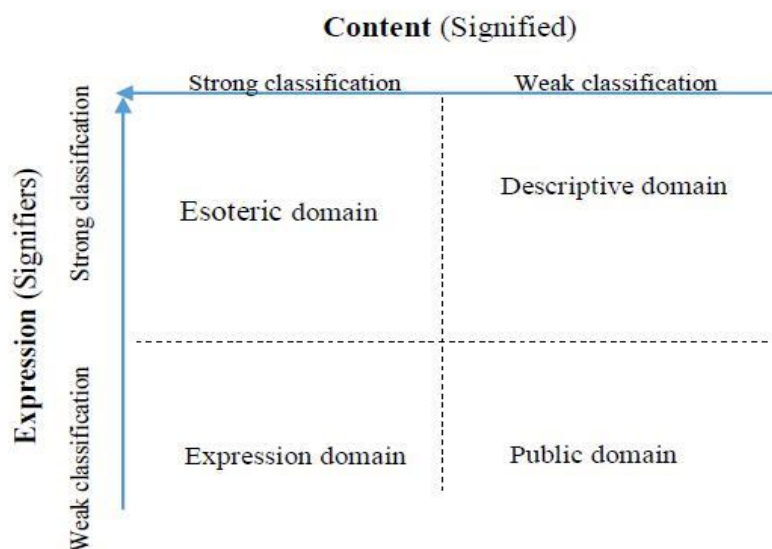 Content (Signified)
Strong classification
Weak classification
Expression (Signifiers)
Strong classification
Weak classification
Esoteric domain
Descriptive domain
Expression domain
Public domain